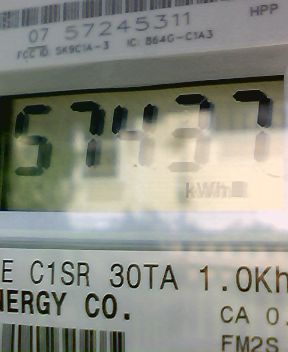 HPP
07 57245311
FCC ID: SK9C1A-3 IC: 864G-C1A3
57437
kWh
E C1SR 30TA 1.0Kh
NERGY CO.
CA 0.
FM2S